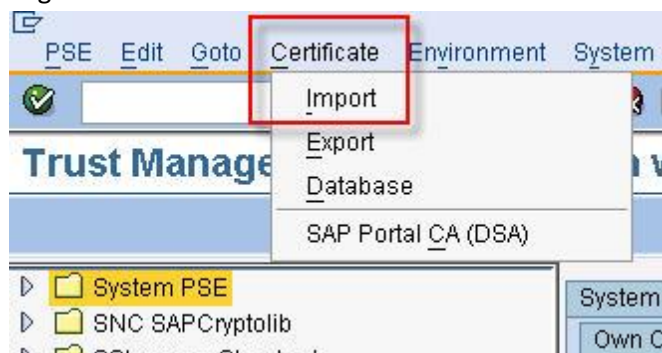 PSE Edit Goto Certificate Environment System
Import
Export
Trust Manage
Database
SAP Portal CA (DSA)
System PSE
System
SNC SAPCryptolib
Own C